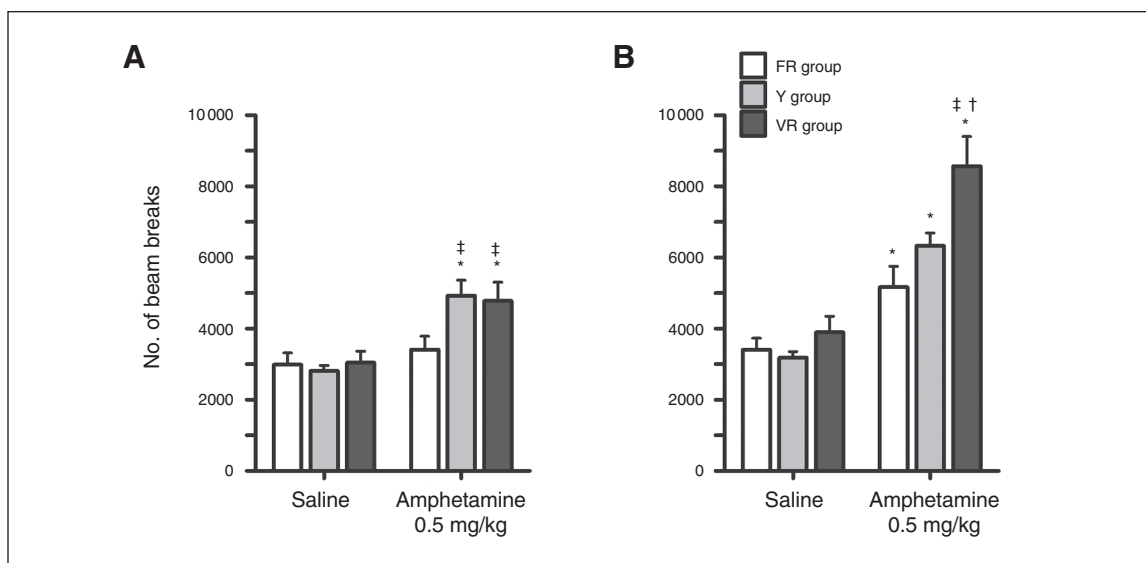 A
No. of beam breaks
10 000
8000
6000
4000
2000
0
‡
*
‡
*
Saline
Amphetamine
0.5 mg/kg
B
FR group
Y group
VR group
10 000
8000
6000
4000
2000
0
*
*
‡ †
*
Saline
Amphetamine
0.5 mg/kg